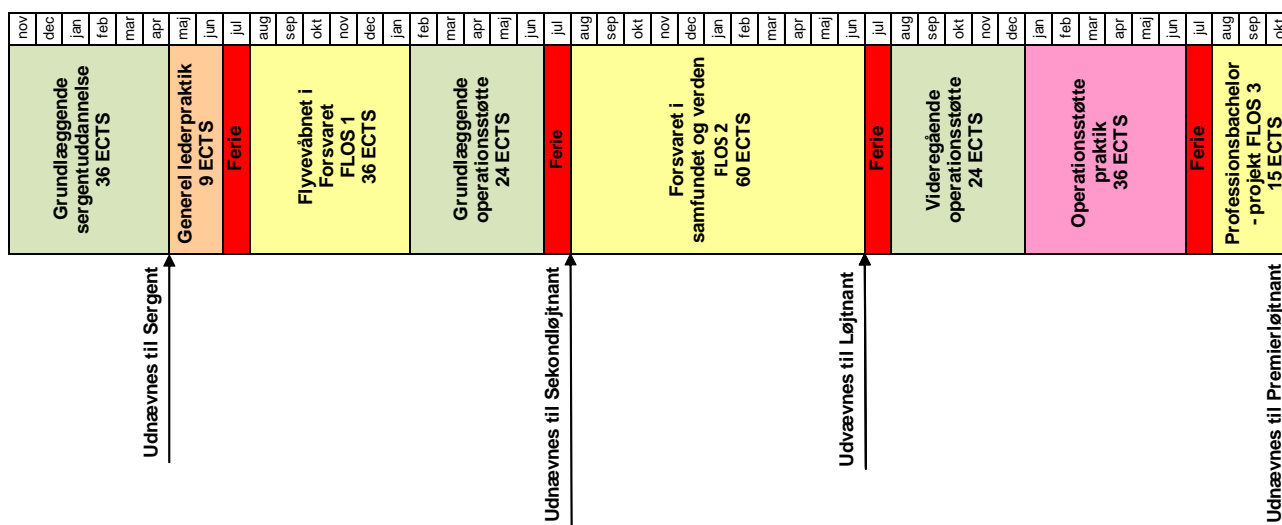 nov
dec
jan
feb
mar
apr
maj
jun
jul
aug
sep
okt
nov
dec
jan
feb
mar
apr
maj
jun
jul
aug
sep
okt
nov
dec
jan
feb
mar
apr
maj
jun
jul
aug
sep
okt
nov
dec
jan
feb
mar
apr
maj
jun
jul
aug
sep
okt
Grundlæggende
sergentuddannelse
36 ECTS
Generel lederpraktik
9 ECTS
Ferie
Flyvevåbnet i
Forsvaret
FLOS 1
36 ECTS
Grundlæggende
operationsstøtte
24 ECTS
Ferie
Forsvaret i
samfundet og verden
FLOS 2
60 ECTS
Ferie
Videregående
operationsstøtte
24 ECTS
Operationsstøtte
praktik
36 ECTS
Ferie
Professionsbachelor
- projekt FLOS 3
15 ECTS
Udnævnes til Sergent
Udnævnes til Sekondløjtnant
Udvævnes til Løjtnant
Udnævnes til Premierløjtnant